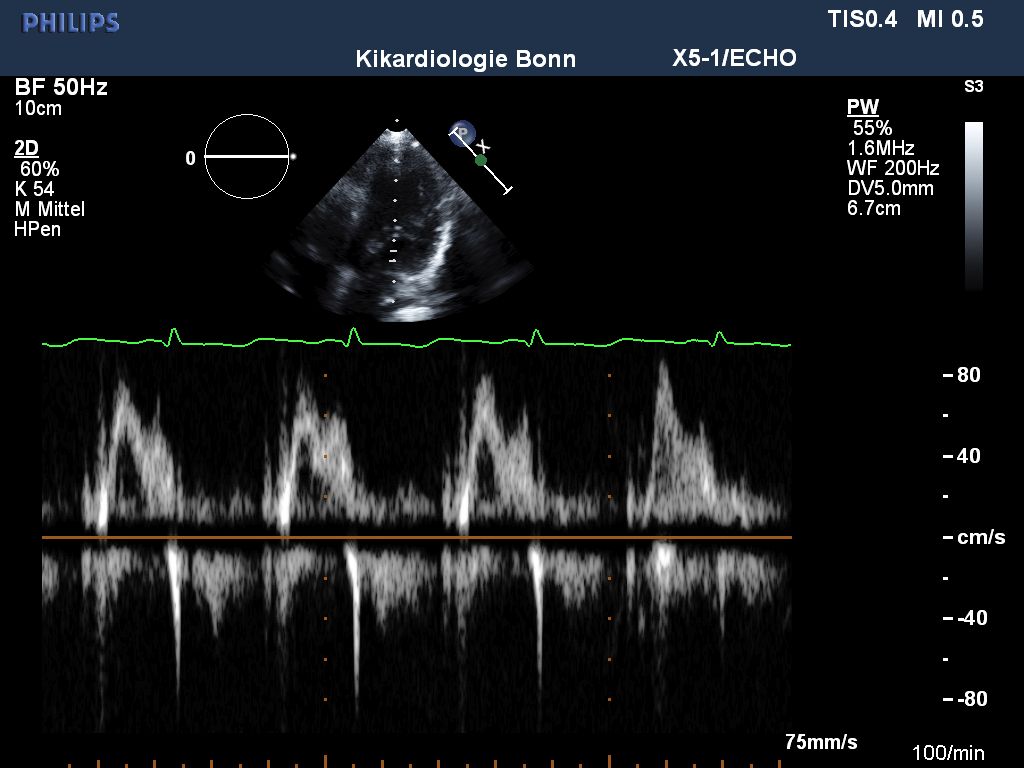 PHILIPS
TIS0.4 MI 0.5
Kikardiologie Bonn
X5-1/ECHO
BF 50Hz
10cm
2D
60%
K 54
M Mittel
HPen
0
P
X
PW
55%
1.6MHz
WF 200Hz
DV5.0mm
6.7cm
S3
80
40
cm/s
-40
-80
75mm/s
100/min